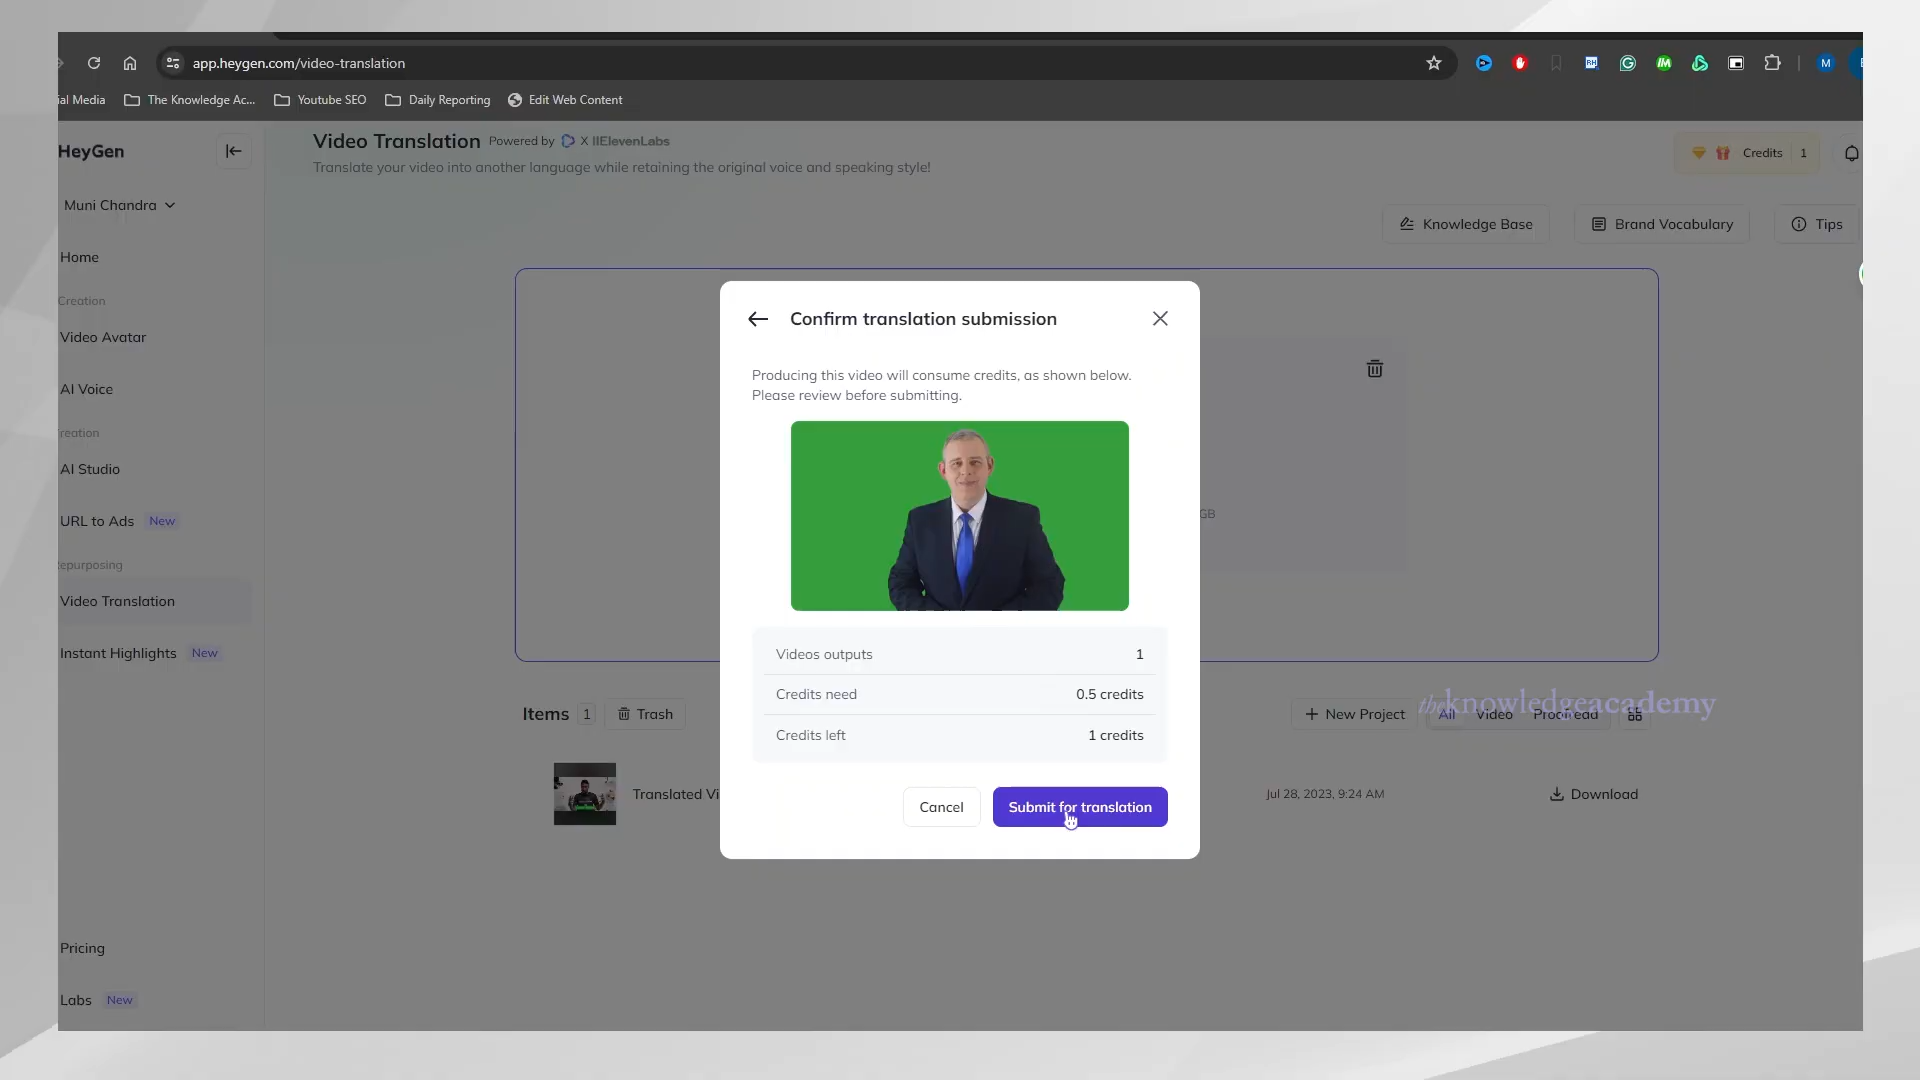 app.heygen.com/video-translation
ial Media
The Knowledge Ac...
Youtube SEO
Daily Reporting
Edit Web Content
M
HeyGen
Video Translation
Powered by
X IIElevenLabs
Translate your video into another language while retaining the original voice and speaking style!
Credits 1
Muni Chandra
Knowledge Base
Brand Vocabulary
Tips
Home
Creation
Video Avatar
AI Voice
reation
AI Studio
URL to Ads New
epurposing
Video Translation
Instant Highlights New
Pricing
Labs New
Confirm translation submission
Producing this video will consume credits, as shown below.
Please review before submitting.
GB
Videos outputs 1
Credits need 0.5 credits
Credits left 1 credits
Cancel
Submit for translation
Items 1
Trash
New Project
All
Video
Proofread
theknowledgeacademy
Translated Vi
Jul 28, 2023, 9:24 AM
Download